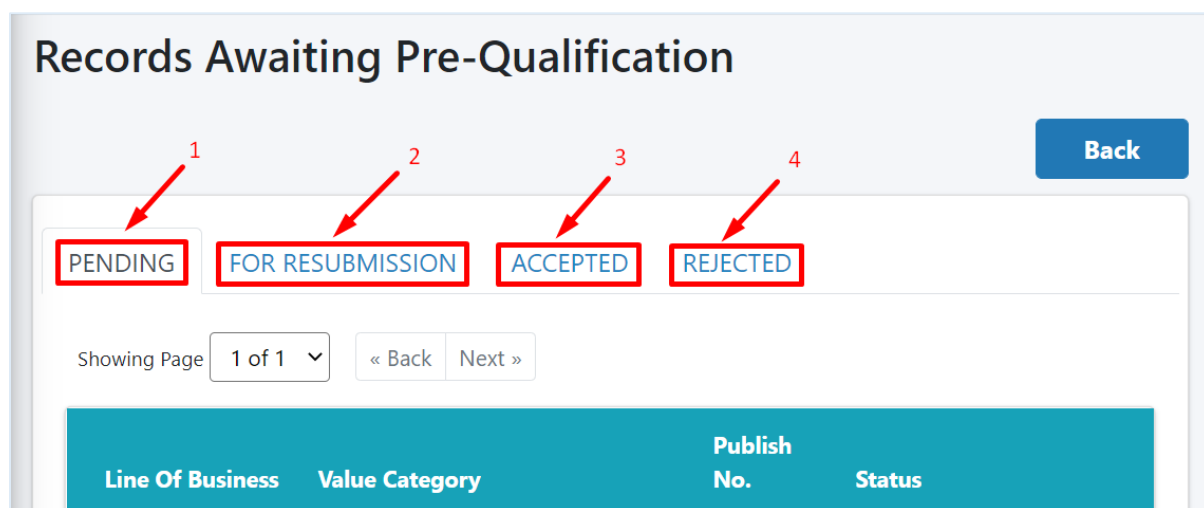 Records Awaiting Pre-Qualification
Back
1 2 3 4
PENDING FOR RESUBMISSION ACCEPTED REJECTED
Showing Page 1 of 1 « Back Next »
Publish
Line Of Business Value Category No. Status